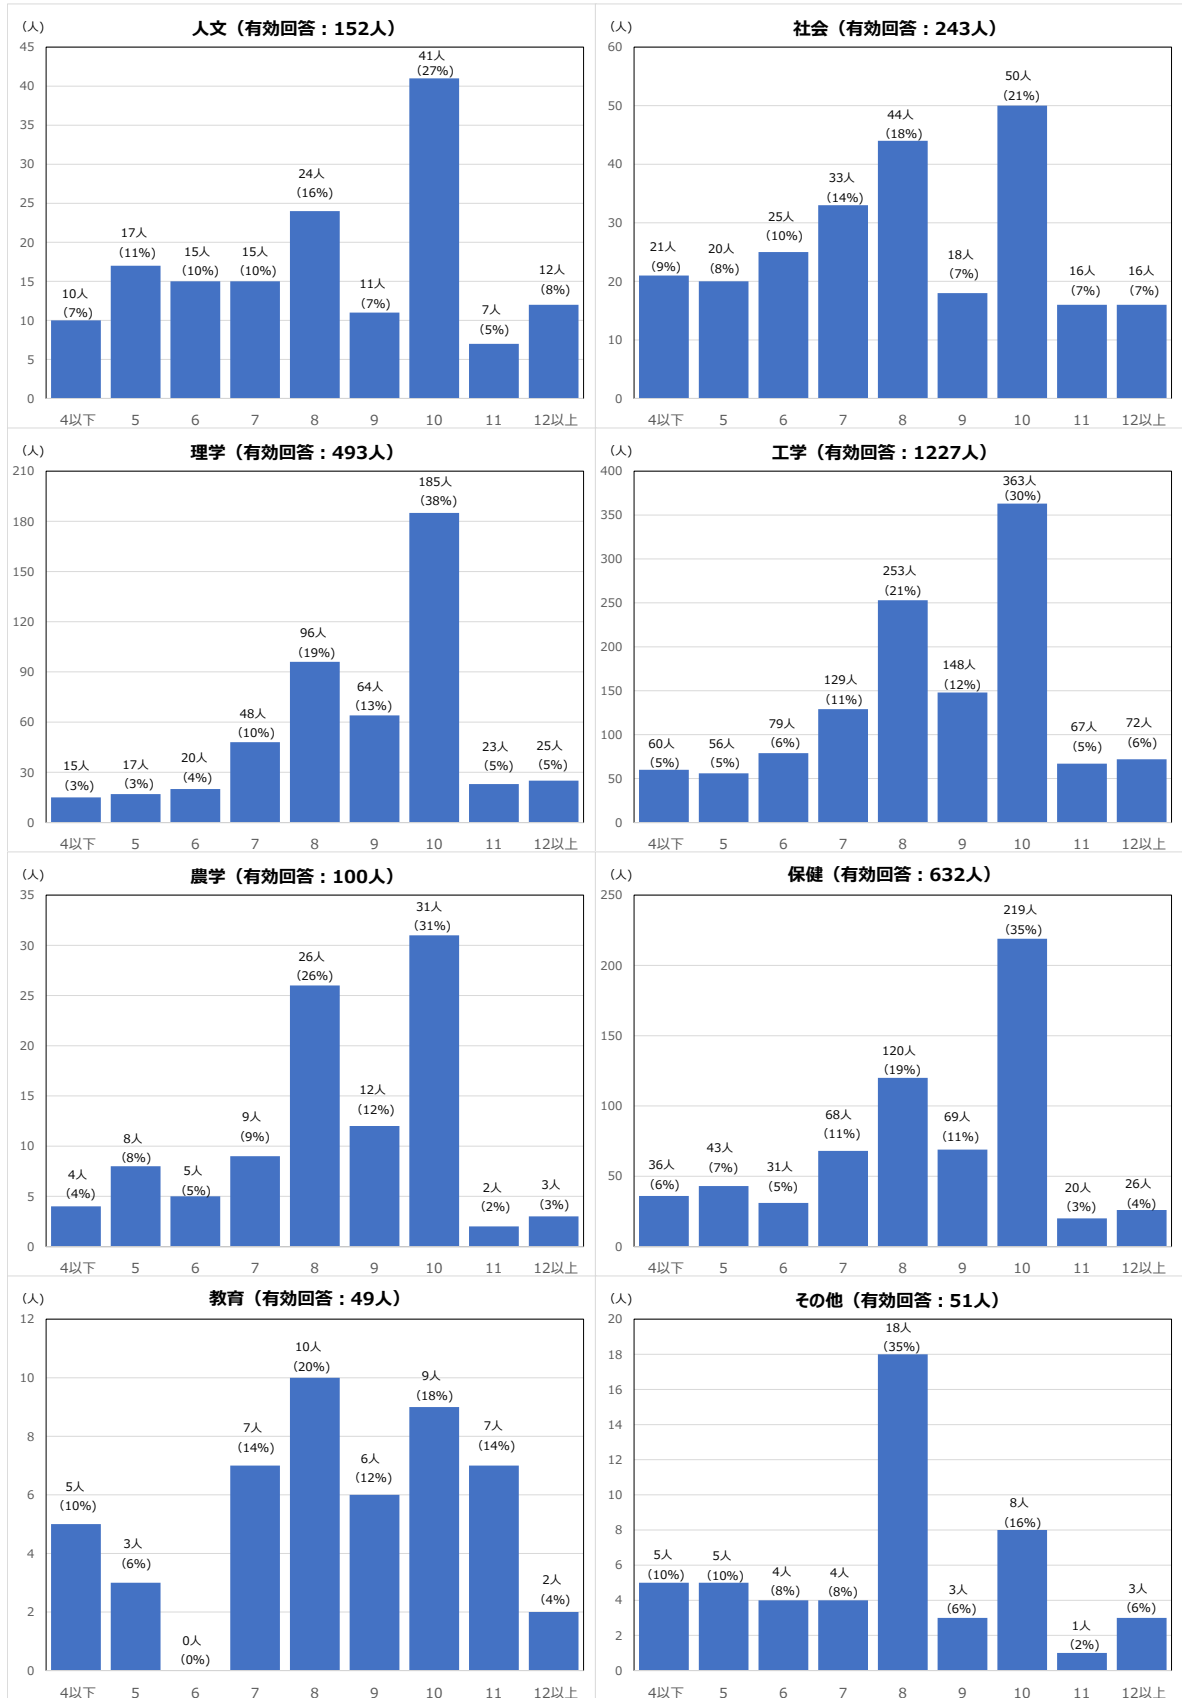 人文（有効回答：152人）
（人）
45
40
35
30
25
20
15
10
5
0
10人
（7%）
17人
（11%）
15人
（10%）
15人
（10%）
24人
（16%）
11人
（7%）
41人
（27%）
7人
（5%）
12人
（8%）
4以下 5 6 7 8 9 10 11 12以上
社会（有効回答：243人）
（人）
60
50
40
30
20
10
0
21人
（9%）
20人
（8%）
25人
（10%）
33人
（14%）
44人
（18%）
18人
（7%）
50人
（21%）
16人
（7%）
16人
（7%）
4以下 5 6 7 8 9 10 11 12以上
理学（有効回答：493人）
（人）
210
180
150
120
90
60
30
0
15人
（3%）
17人
（3%）
20人
（4%）
48人
（10%）
96人
（19%）
64人
（13%）
185人
（38%）
23人
（5%）
25人
（5%）
4以下 5 6 7 8 9 10 11 12以上
工学（有効回答：1227人）
（人）
400
350
300
250
200
150
100
50
0
60人
（5%）
56人
（5%）
79人
（6%）
129人
（11%）
253人
（21%）
148人
（12%）
363人
（30%）
67人
（5%）
72人
（6%）
4以下 5 6 7 8 9 10 11 12以上
農学（有効回答：100人）
（人）
35
30
25
20
15
10
5
0
4人
（4%）
8人
（8%）
5人
（5%）
9人
（9%）
26人
（26%）
12人
（12%）
31人
（31%）
2人
（2%）
3人
（3%）
4以下 5 6 7 8 9 10 11 12以上
保健（有効回答：632人）
（人）
250
200
150
100
50
0
36人
（6%）
43人
（7%）
31人
（5%）
68人
（11%）
120人
（19%）
69人
（11%）
219人
（35%）
20人
（3%）
26人
（4%）
4以下 5 6 7 8 9 10 11 12以上
教育（有効回答：49人）
（人）
12
10
8
6
4
2
0
5人
（10%）
3人
（6%）
0人
（0%）
7人
（14%）
10人
（20%）
6人
（12%）
9人
（18%）
7人
（14%）
2人
（4%）
4以下 5 6 7 8 9 10 11 12以上
その他（有効回答：51人）
（人）
20
18
16
14
12
10
8
6
4
2
0
5人
（10%）
5人
（10%）
4人
（8%）
4人
（8%）
18人
（35%）
3人
（6%）
8人
（16%）
1人
（2%）
3人
（6%）
4以下 5 6 7 8 9 10 11 12以上